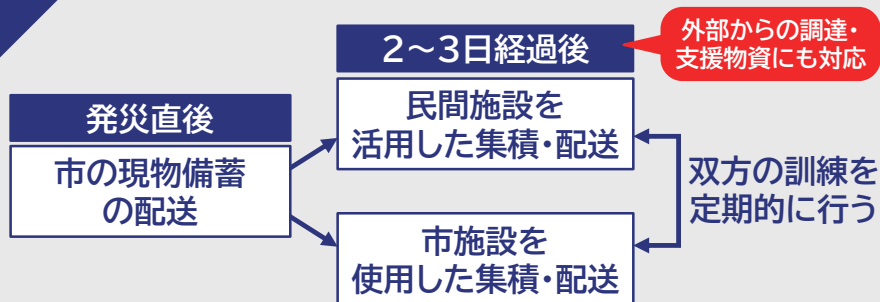 発災直後
市の現物備蓄
の配送
2～3日経過後
外部からの調達・
支援物資にも対応
民間施設を
活用した集積・配送
市施設を
使用した集積・配送
双方の訓練を
定期的に行う